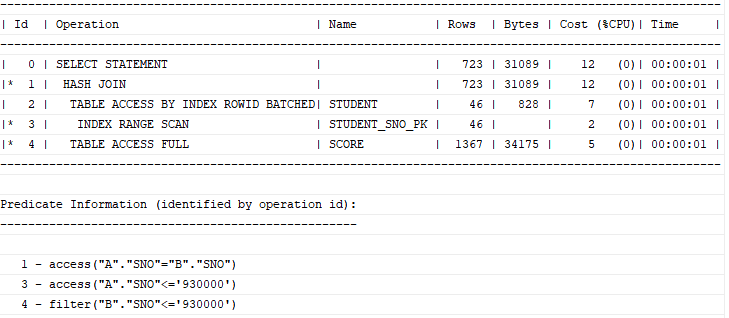 ---------------------------------------------------------------------------------------------------------
| Id  | Operation                           | Name           | Rows  | Bytes | Cost (%CPU)| Time     |
---------------------------------------------------------------------------------------------------------
|   0 | SELECT STATEMENT                    |                |   723 | 31089 |    12   (0)| 00:00:01 |
|*  1 |  HASH JOIN                          |                |   723 | 31089 |    12   (0)| 00:00:01 |
|   2 |   TABLE ACCESS BY INDEX ROWID BATCHED| STUDENT        |    46 |   828 |     7   (0)| 00:00:01 |
|*  3 |    INDEX RANGE SCAN                 | STUDENT_SNO_PK |    46 |       |     2   (0)| 00:00:01 |
|*  4 |   TABLE ACCESS FULL                 | SCORE          |  1367 | 34175 |     5   (0)| 00:00:01 |
---------------------------------------------------------------------------------------------------------
Predicate Information (identified by operation id):
---------------------------------------------------
1 - access("A"."SNO"="B"."SNO")
3 - access("A"."SNO"<='930000')
4 - filter("B"."SNO"<='930000')